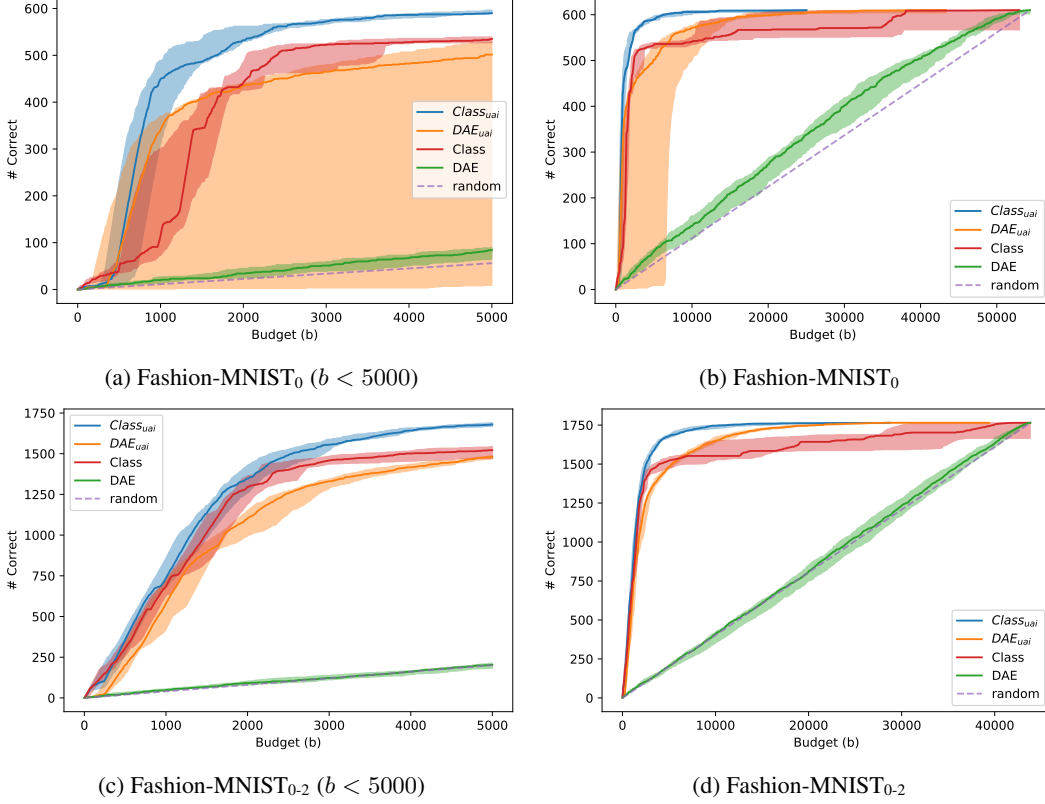 600
500
400
300
200
100
0
# Correct
0 1000 2000 3000 4000 5000
Budget (b)
Class_uai
DAE_uai
Class
DAE
random
(a) Fashion-MNIST_0 (b < 5000)
600
500
400
300
200
100
0
# Correct
0 10000 20000 30000 40000 50000
Budget (b)
Class_uai
DAE_uai
Class
DAE
random
(b) Fashion-MNIST_0
1750
1500
1250
1000
750
500
250
0
# Correct
0 1000 2000 3000 4000 5000
Budget (b)
Class_uai
DAE_uai
Class
DAE
random
(c) Fashion-MNIST_0-2 (b < 5000)
1750
1500
1250
1000
750
500
250
0
# Correct
0 10000 20000 30000 40000
Budget (b)
Class_uai
DAE_uai
Class
DAE
random
(d) Fashion-MNIST_0-2